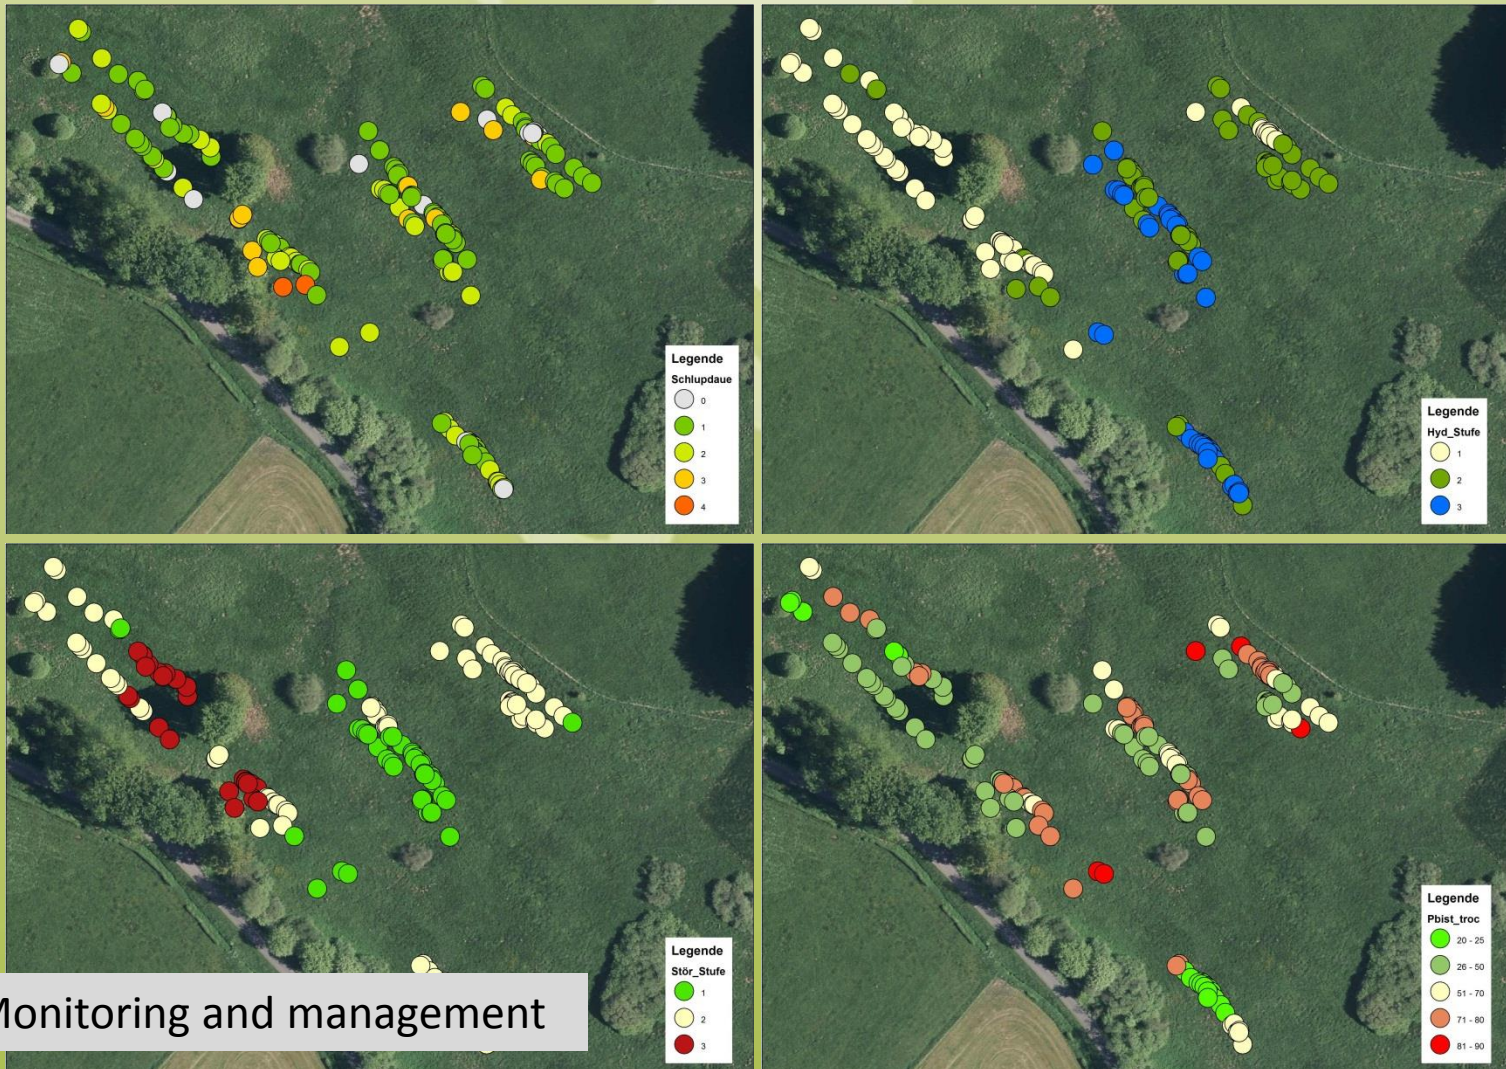 Legende
Schlupdaue
0
1
2
3
4
Legende
Hyd_Stufe
1
2
3
Legende
Stör_Stufe
1
2
3
Legende
Pbist_troc
20 - 25
26 - 50
51 - 70
71 - 80
81 - 90
Monitoring and management